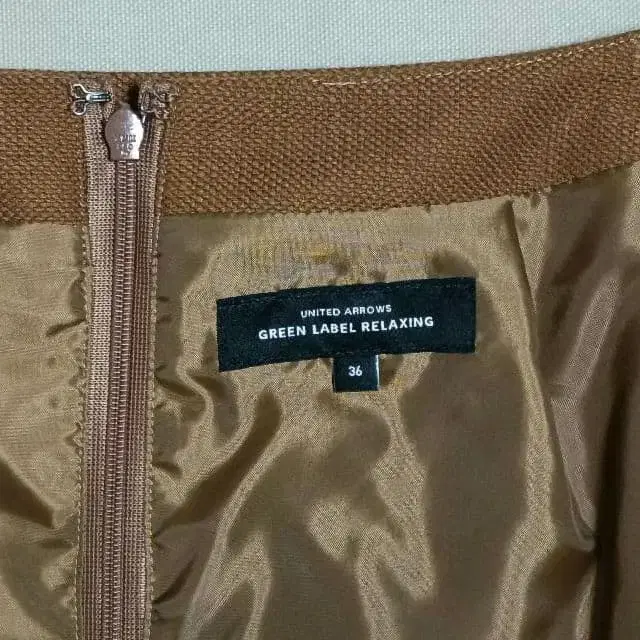 UNITED ARROWS
GREEN LABEL RELAXING
36